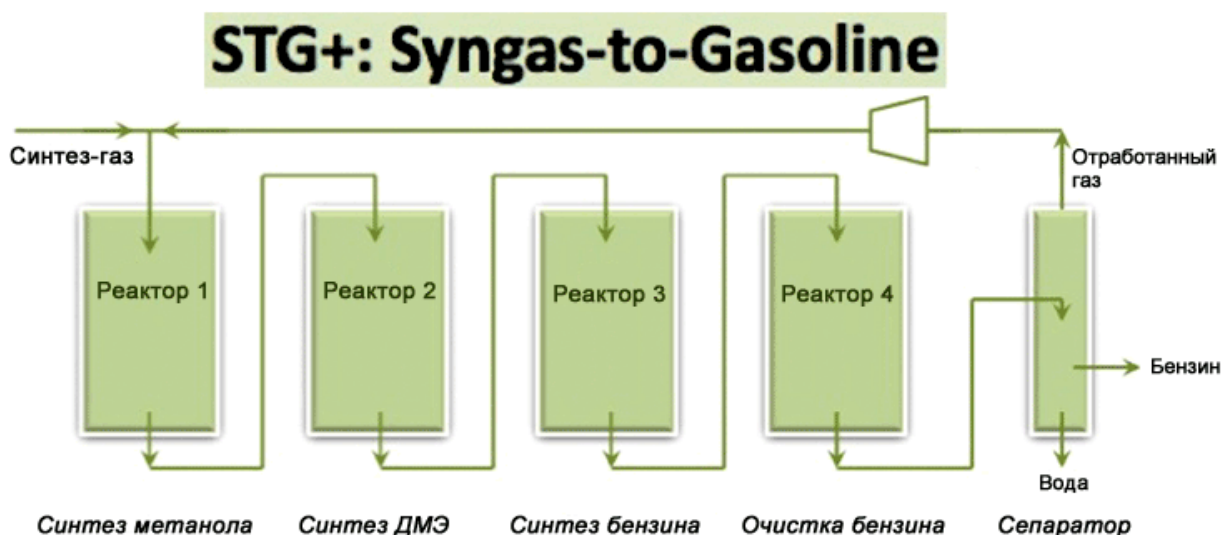 STG+: Syngas-to-Gasoline
Синтез-газ
Отработанный
газ
Реактор 1
Реактор 2
Реактор 3
Реактор 4
Бензин
Вода
Синтез метанола
Синтез ДМЭ
Синтез бензина
Очистка бензина
Сепаратор